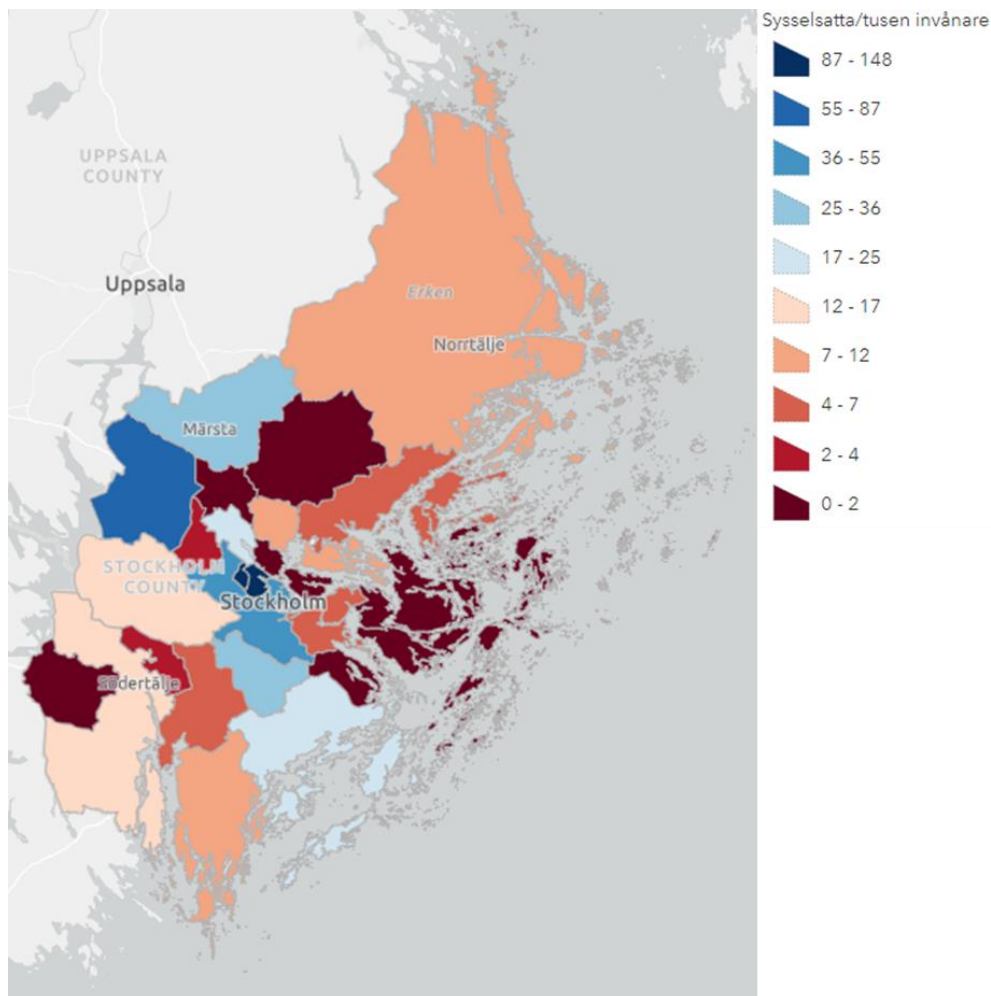 Sysselsatta/tusen invånare
87 - 148
55 - 87
36 - 55
25 - 36
17 - 25
12 - 17
7 - 12
4 - 7
2 - 4
0 - 2
UPPSALA
COUNTY
Uppsala
Erken
Norrtälje
Märsta
STOCKHOLM
COUNTY
Stockholm
Södertälje